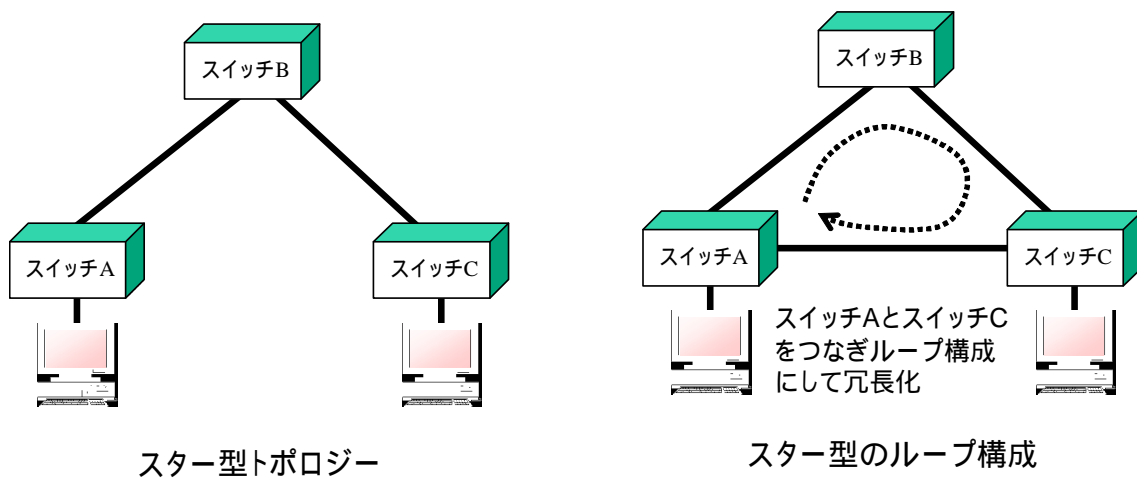 スイッチB
スイッチA
スイッチC
スター型トポロジー
スイッチB
スイッチA
スイッチC
スイッチAとスイッチC
をつなぎループ構成
にして冗長化
スター型のループ構成